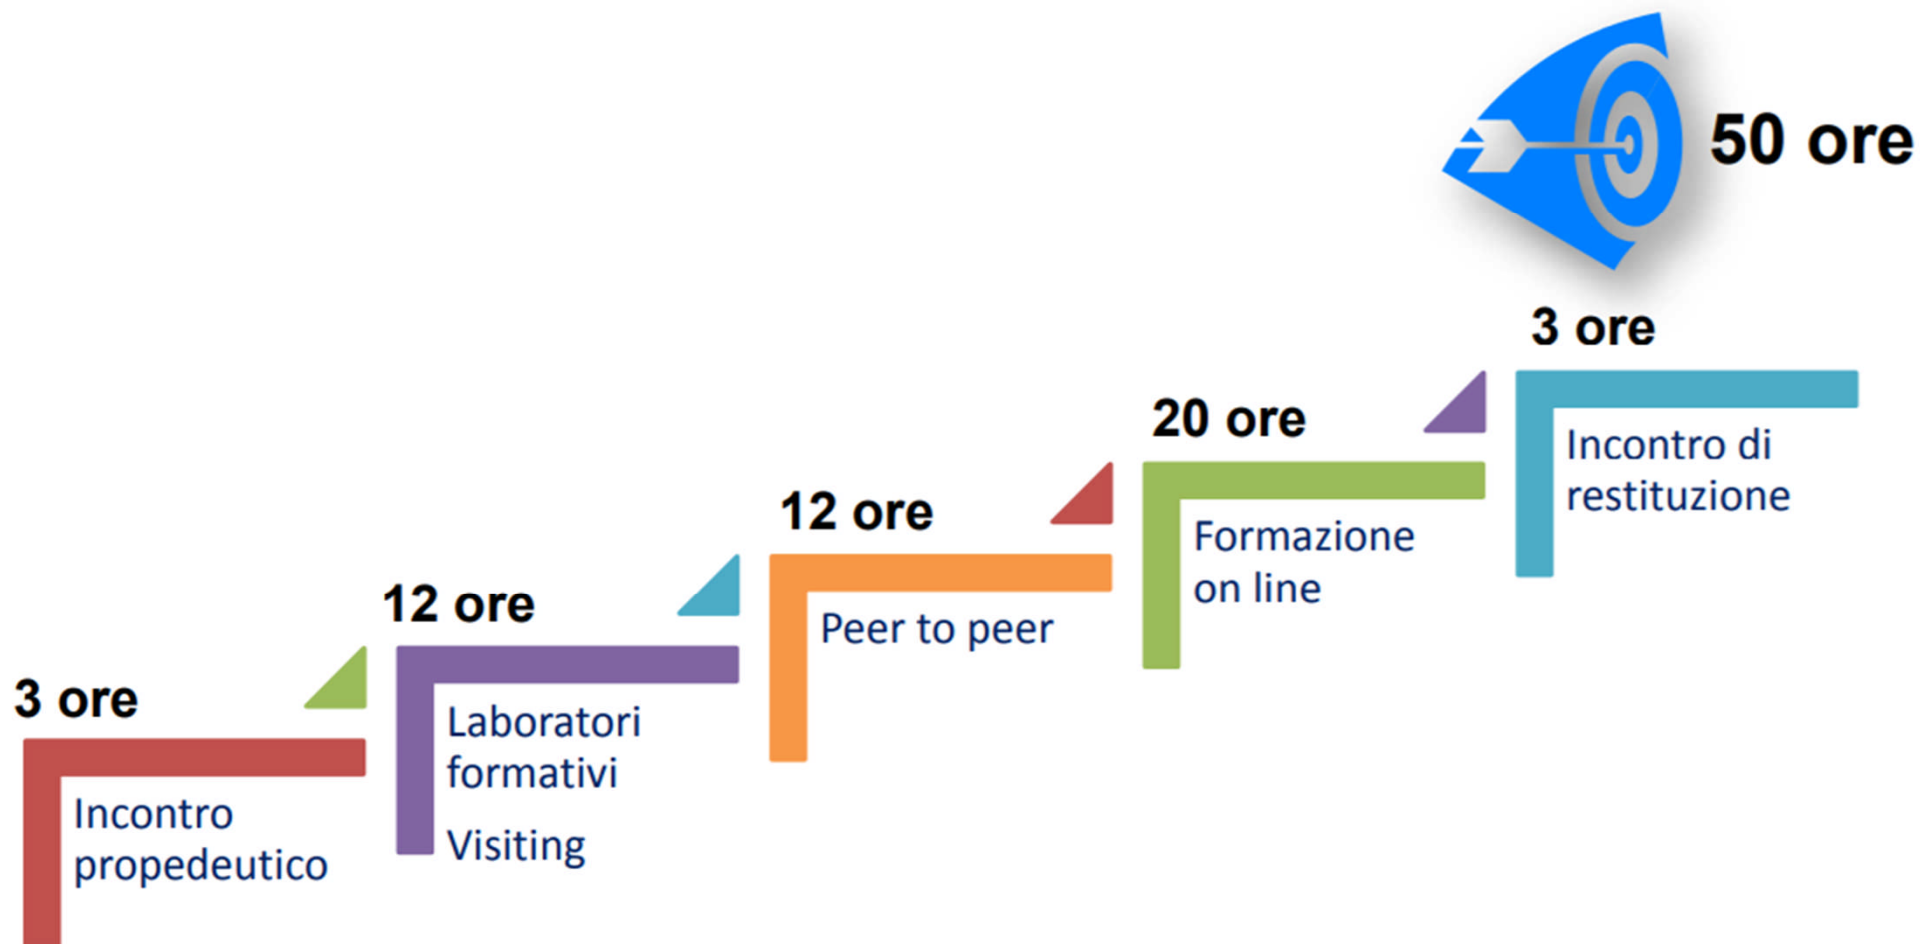 3 ore
Incontro
propedeutico
12 ore
Laboratori
formativi
Visiting
12 ore
Peer to peer
20 ore
Formazione
on line
3 ore
Incontro di
restituzione
50 ore